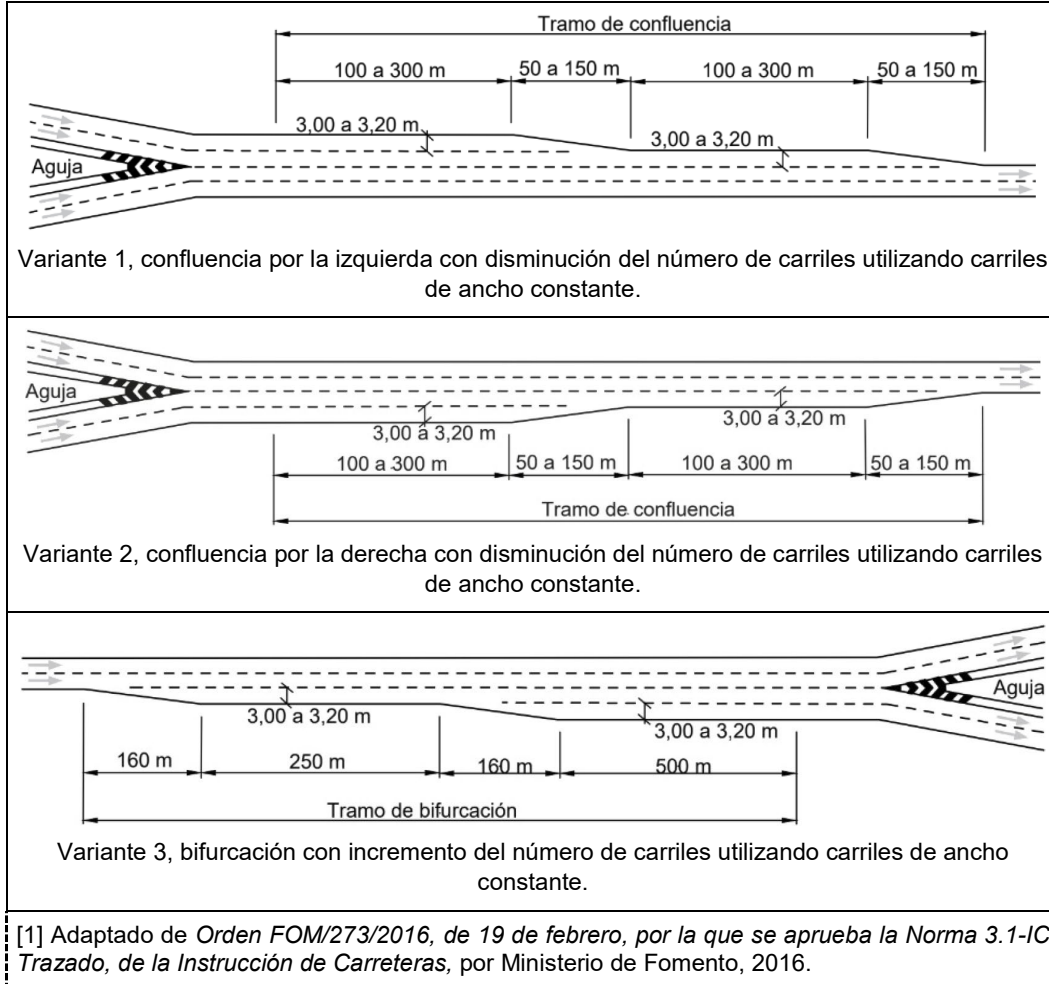 Tramo de confluencia
100 a 300 m 50 a 150 m 100 a 300 m 50 a 150 m
3,00 a 3,20 m 3,00 a 3,20 m
Aguja
Variante 1, confluencia por la izquierda con disminución del número de carriles utilizando carriles
de ancho constante.
Aguja
3,00 a 3,20 m 3,00 a 3,20 m
100 a 300 m 50 a 150 m 100 a 300 m 50 a 150 m
Tramo de confluencia
Variante 2, confluencia por la derecha con disminución del número de carriles utilizando carriles
de ancho constante.
Aguja
3,00 a 3,20 m 3,00 a 3,20 m
160 m 250 m 160 m 500 m
Tramo de bifurcación
Variante 3, bifurcación con incremento del número de carriles utilizando carriles de ancho
constante.
[1] Adaptado de Orden FOM/273/2016, de 19 de febrero, por la que se aprueba la Norma 3.1-IC
Trazado, de la Instrucción de Carreteras, por Ministerio de Fomento, 2016.